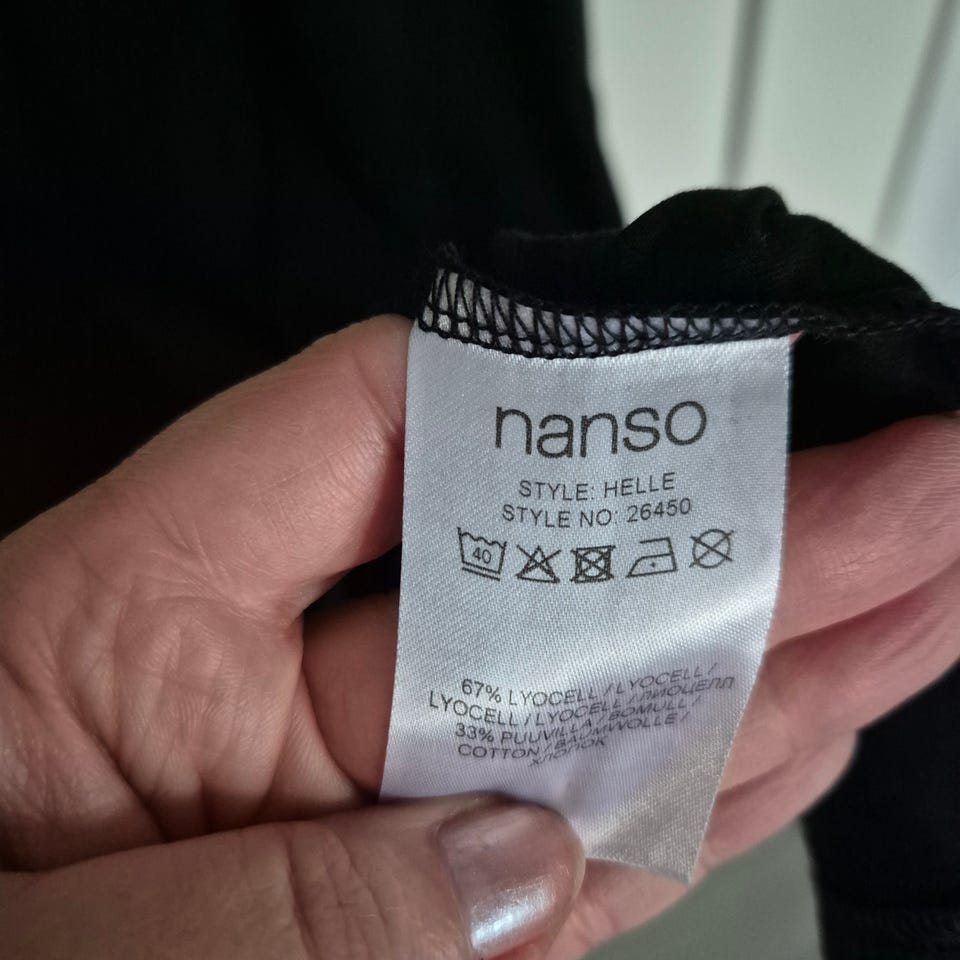 nanso
STYLE: HELLE
STYLE NO: 26450
40
67% LYOCELL / LYOCELL /
LYOCELL / LYOCELL / ЛИОЦЕЛЛ
33% PUUVILLA / BOMULL /
COTTON / BAUMWOLLE /
ХЛОПОК